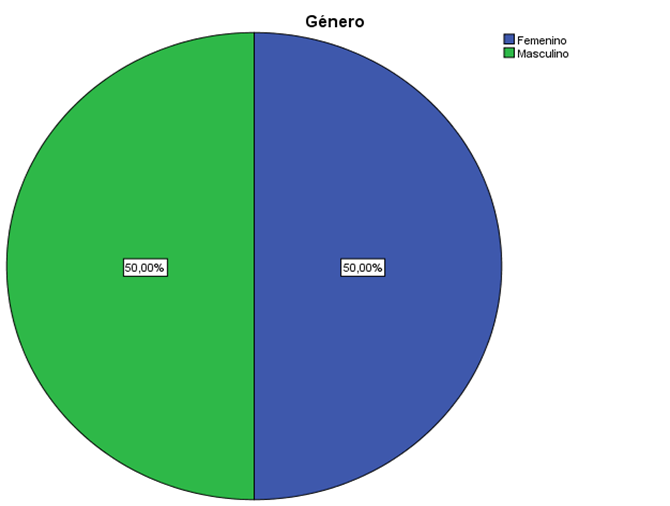 Género
Femenino
Masculino
50,00%
50,00%